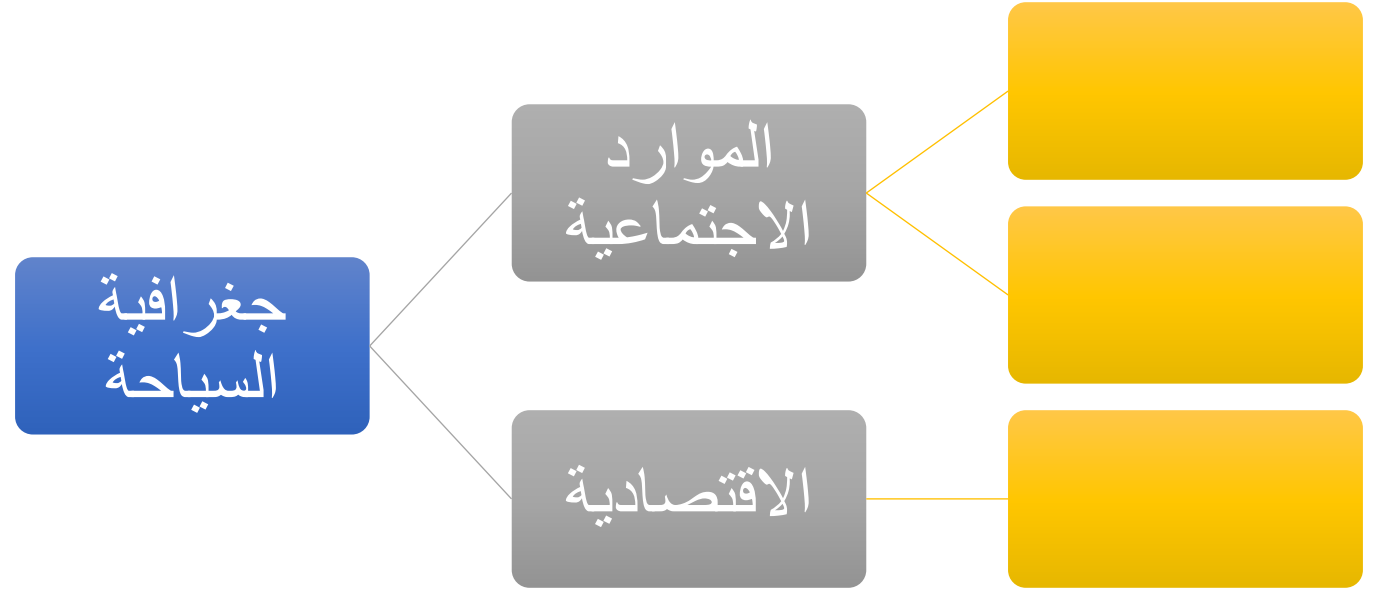 جغرافية
السياحة
الموارد
الاجتماعية
الاقتصادية